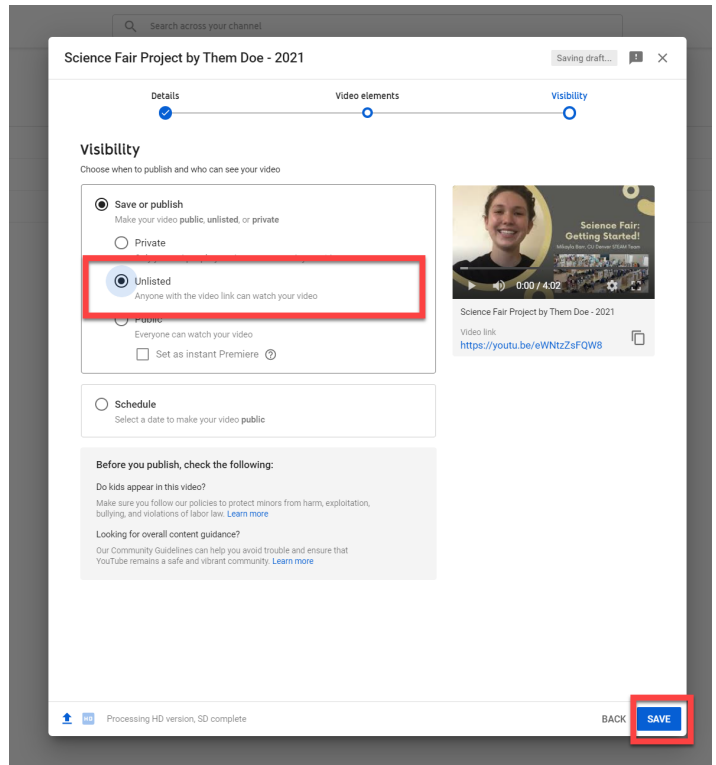 Search across your channel
Science Fair Project by Them Doe - 2021
Saving draft...
Details
Video elements
Visibility
Visibility
Choose when to publish and who can see your video
Save or publish
Make your video public, unlisted, or private
Private
Unlisted
Anyone with the video link can watch your video
Public
Everyone can watch your video
Set as instant Premiere
Schedule
Select a date to make your video public
Before you publish, check the following:
Do kids appear in this video?
Make sure you follow our policies to protect minors from harm, exploitation,
bullying, and violations of labor law. Learn more
Looking for overall content guidance?
Our Community Guidelines can help you avoid trouble and ensure that
YouTube remains a safe and vibrant community. Learn more
Science Fair:
Getting Started!
Mikayla Barr, CU Denver STEAM Team
0:00 / 4:02
Science Fair Project by Them Doe - 2021
Video link
https://youtu.be/eWNtzZsFQW8
HD
Processing HD version, SD complete
BACK
SAVE